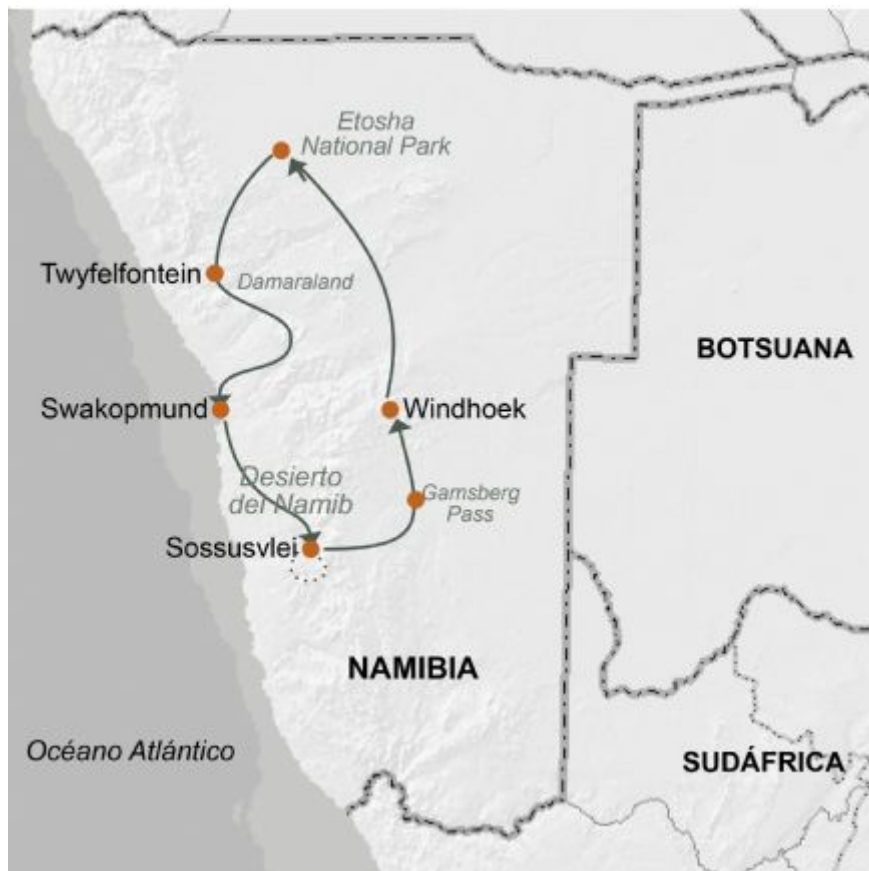 Etosha
National Park
Twyfelfontein
Damaraland
BOTSUANA
Swakopmund
Windhoek
Desierto
del Namib
Gamsberg
Pass
Sossusvlei
NAMIBIA
Océano Atlántico
SUDÁFRICA